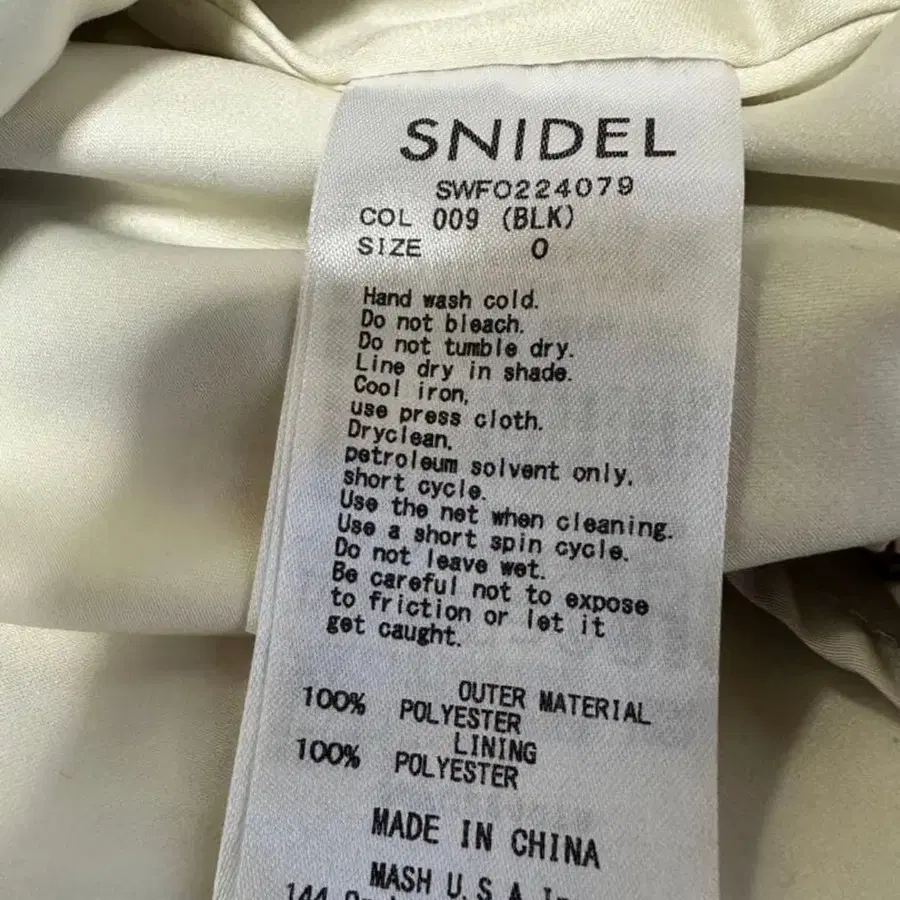 SNIDEL
SWFO224079
COL 009 (BLK)
SIZE 0
Hand wash cold.
Do not bleach.
Do not tumble dry.
Line dry in shade.
Cool iron,
use press cloth.
Dryclean.
petroleum solvent only.
short cycle.
Use the net when cleaning.
Use a short spin cycle.
Do not leave wet.
Be careful not to expose
to friction or let it
get caught.
OUTER MATERIAL
100% POLYESTER
LINING
100% POLYESTER
MADE IN CHINA
MASH U.S.A